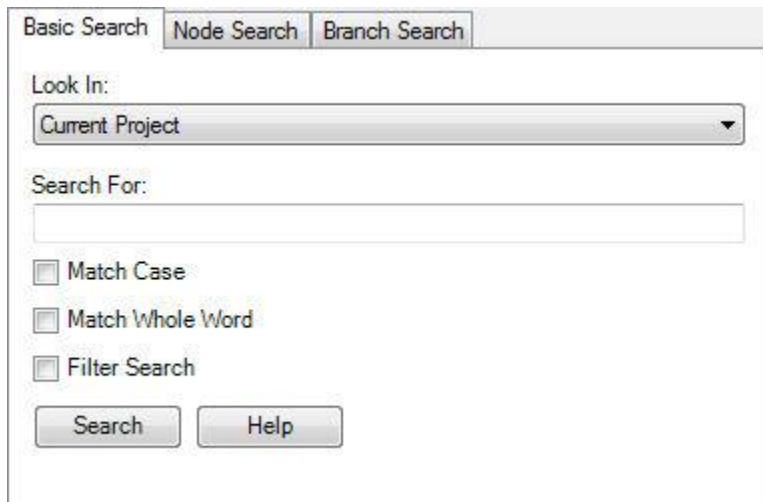 Basic Search Node Search Branch Search
Look In:
Current Project
Search For:
Match Case
Match Whole Word
Filter Search
Search Help